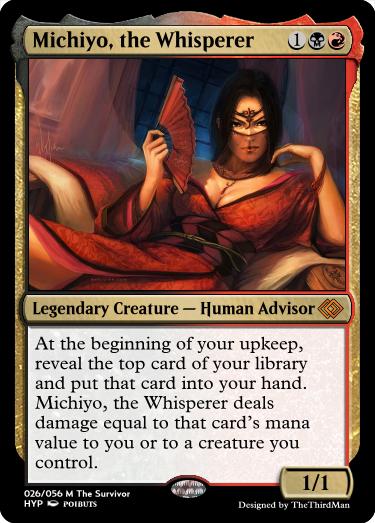 Michiyo, the Whisperer 1
Legendary Creature — Human Advisor
At the beginning of your upkeep,
reveal the top card of your library
and put that card into your hand.
Michiyo, the Whisperer deals
damage equal to that card's mana
value to you or to a creature you
control.
1/1
026/056 M The Survivor
HYP POIBUTS
Designed by TheThirdMan